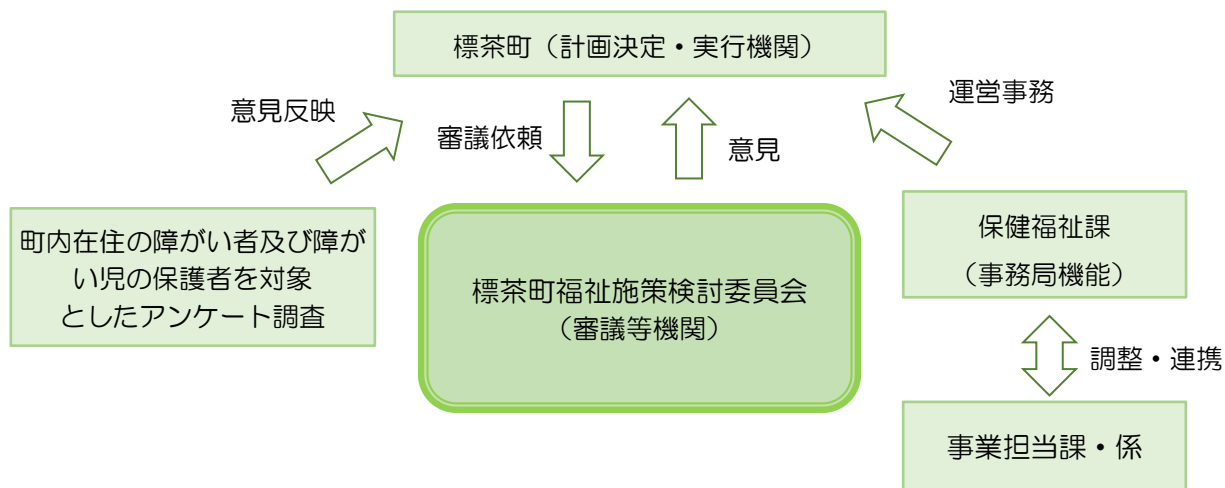 標茶町（計画決定・実行機関）
意見反映
審議依頼
意見
運営事務
町内在住の障がい者及び障が
い児の保護者を対象
としたアンケート調査
標茶町福祉施策検討委員会
（審議等機関）
保健福祉課
（事務局機能）
調整・連携
事業担当課・係